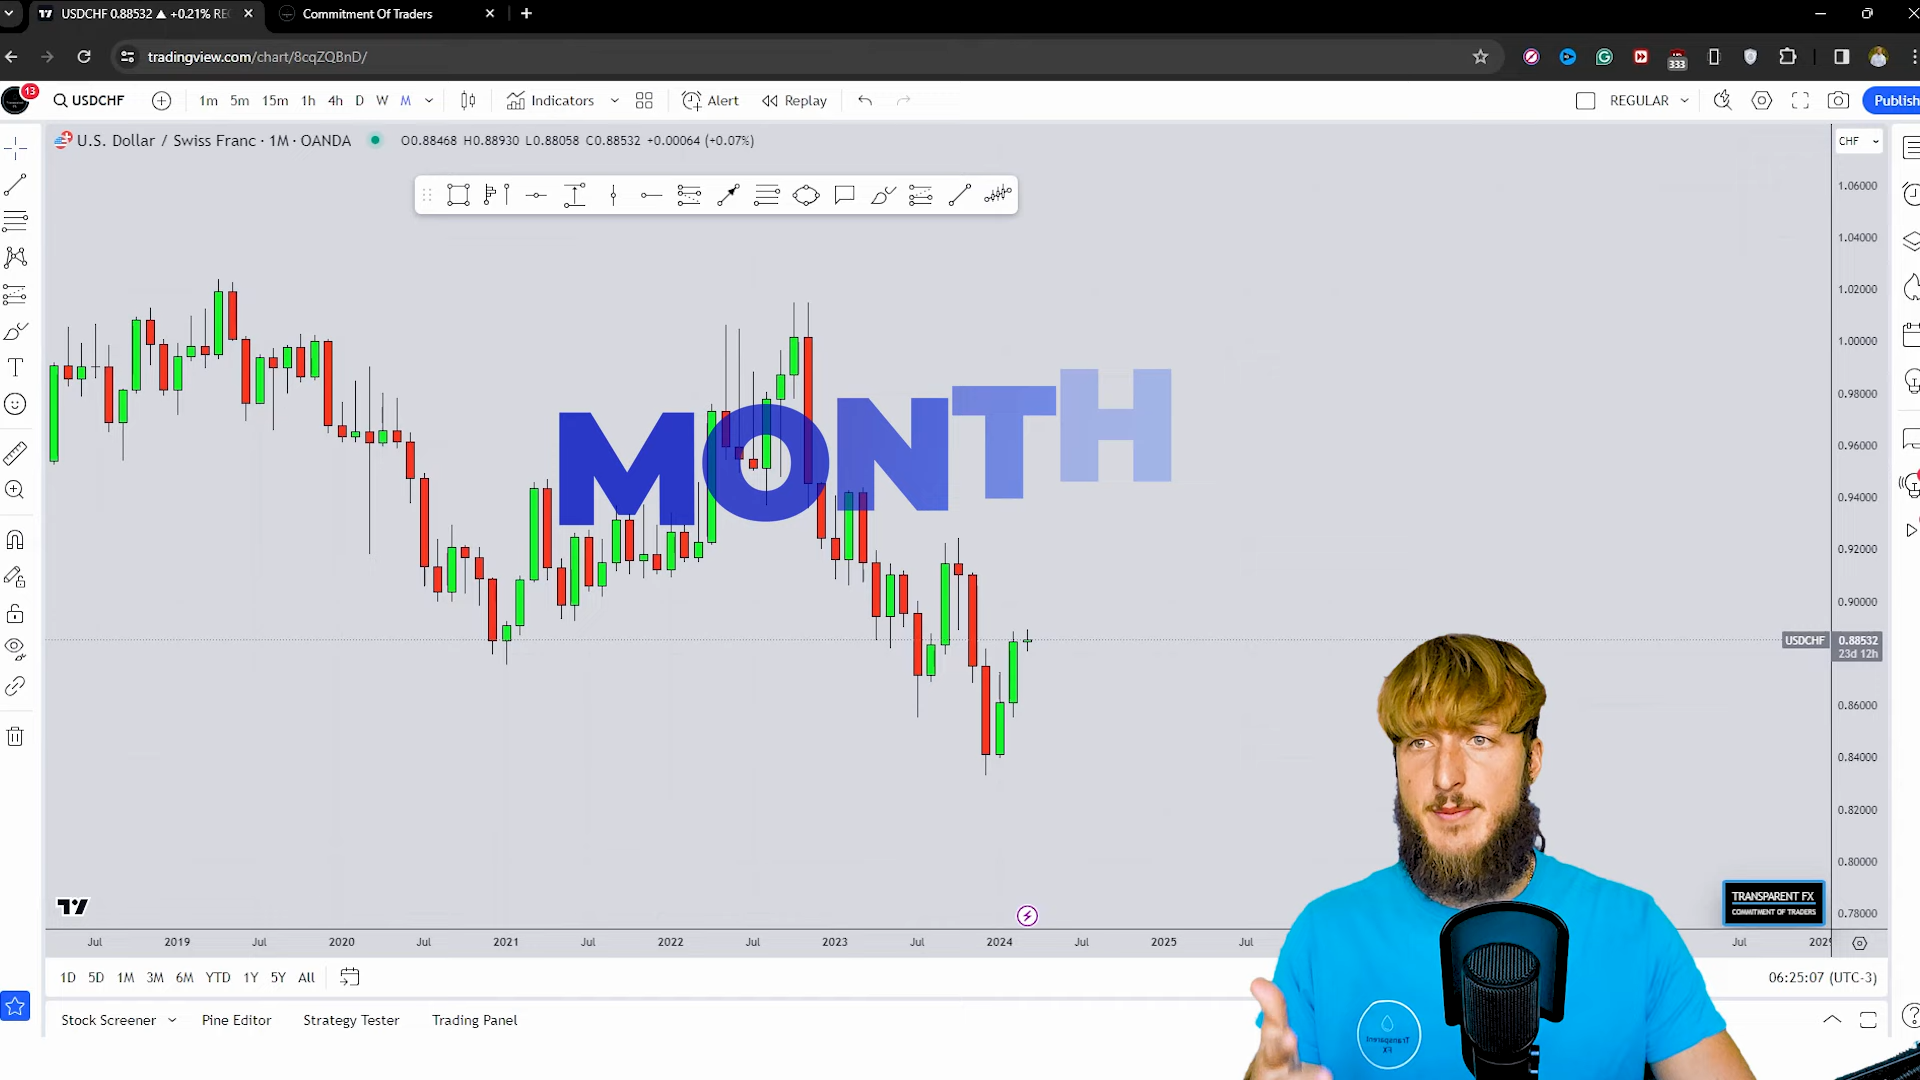 USDCHF 0.88532 ▲ +0.21% RE
Commitment Of Traders
tradingview.com/chart/8cqZQBnD/
333
13
USDCHF
1m 5m 15m 1h 4h D W M
Indicators
Alert
Replay
REGULAR
Publish
U.S. Dollar / Swiss Franc · 1M · OANDA
O0.88468 H0.88930 L0.88058 C0.88532 +0.00064 (+0.07%)
CHF
1.06000
1.04000
1.02000
1.00000
0.98000
0.96000
0.94000
0.92000
0.90000
USDCHF 0.88532
23d 12h
0.86000
0.84000
0.82000
0.80000
0.78000
MONTH
TRANSPARENT FX
COMMITMENT OF TRADERS
Jul 2019 Jul 2020 Jul 2021 Jul 2022 Jul 2023 Jul 2024 Jul 2025 Jul Jul 2029
1D 5D 1M 3M 6M YTD 1Y 5Y All
06:25:07 (UTC-3)
Stock Screener
Pine Editor
Strategy Tester
Trading Panel
Transparent
FX